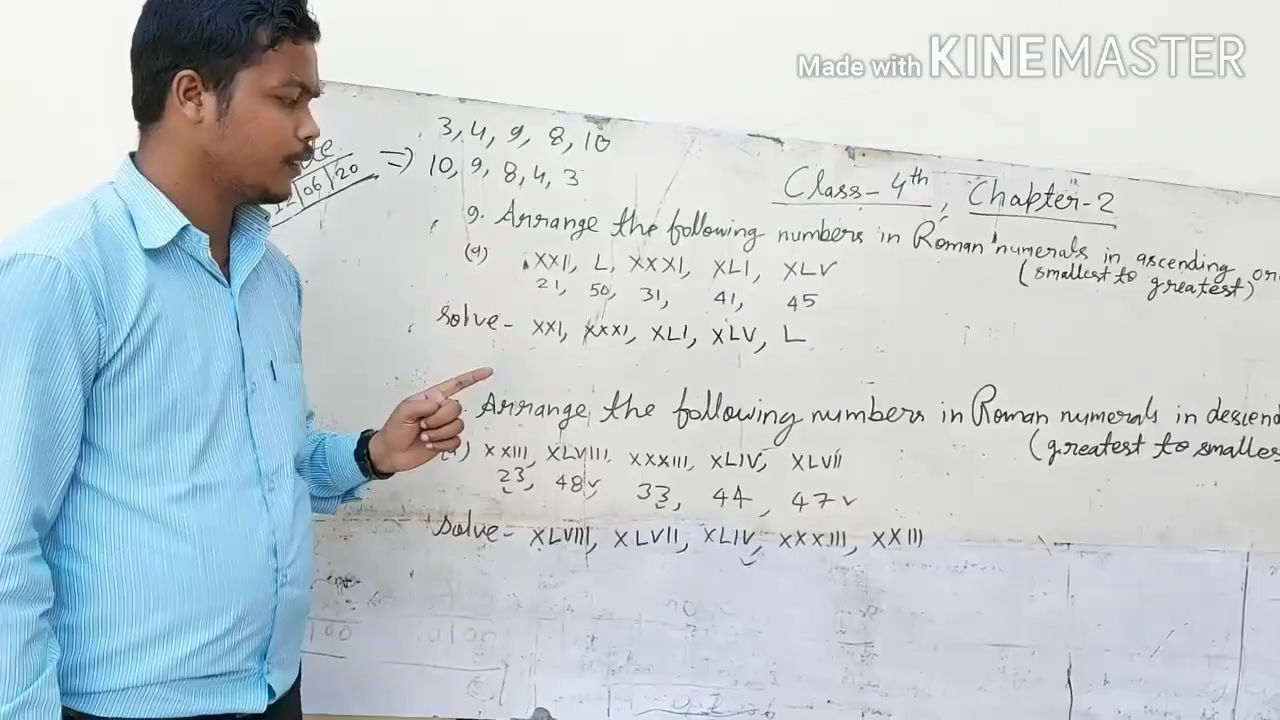 Made with KINEMASTER
3, 4, 9, 8, 10
12/06/20
=) 10, 9, 8, 4, 3
Class-4th, Chapter-2
9. Arrange the following numbers in Roman numerals in ascending
(smallest to greatest)
(a) XXI, L, XXXI, XLI, XLV
21, 50, 31, 41, 45
solve- XXI, XXXI, XLI, XLV, L
Arrange the following numbers in Roman numerals in
(greatest to
XXIII, XLVIII, XXXIII, XLIV, XLVII
23, 48, 33, 44, 47
solve- XLVIII, XLVII, XLIV, XXXIII, XXIII